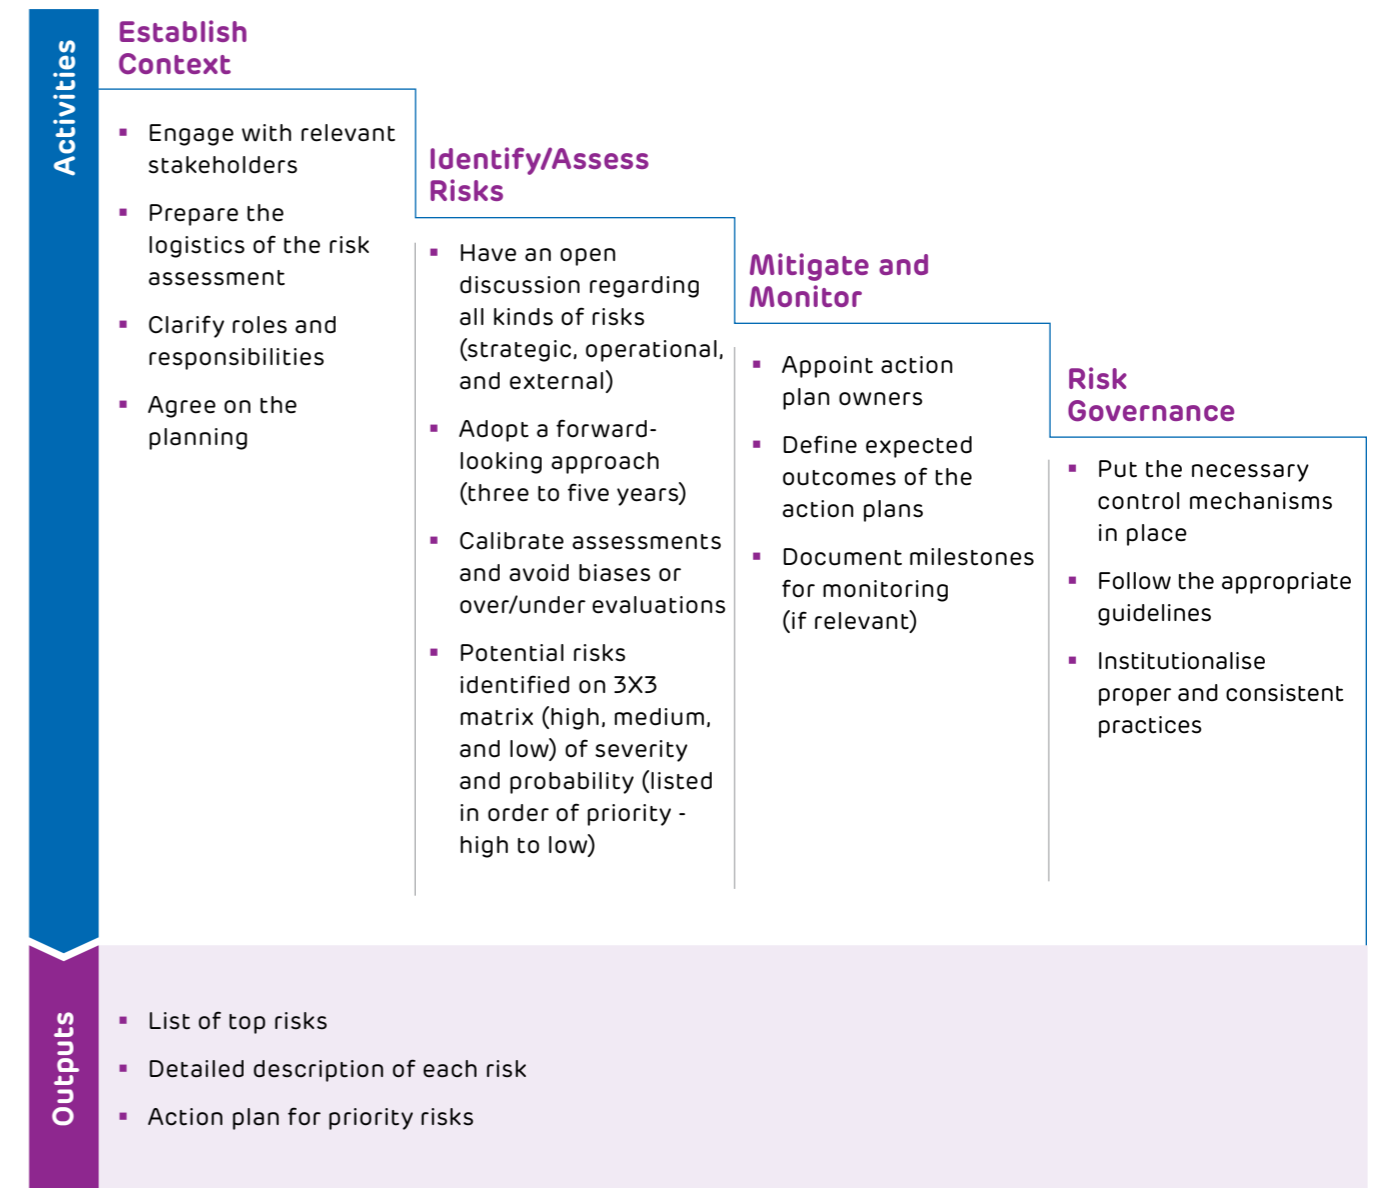 Activities
Establish
Context
▪ Engage with relevant
stakeholders
▪ Prepare the
logistics of the risk
assessment
▪ Clarify roles and
responsibilities
▪ Agree on the
planning
Identify/Assess
Risks
▪ Have an open
discussion regarding
all kinds of risks
(strategic, operational,
and external)
▪ Adopt a forward-
looking approach
(three to five years)
▪ Calibrate assessments
and avoid biases or
over/under evaluations
▪ Potential risks
identified on 3X3
matrix (high, medium,
and low) of severity
and probability (listed
in order of priority -
high to low)
Mitigate and
Monitor
▪ Appoint action
plan owners
▪ Define expected
outcomes of the
action plans
▪ Document milestones
for monitoring
(if relevant)
Risk
Governance
▪ Put the necessary
control mechanisms
in place
▪ Follow the appropriate
guidelines
▪ Institutionalise
proper and consistent
practices
Outputs
▪ List of top risks
▪ Detailed description of each risk
▪ Action plan for priority risks